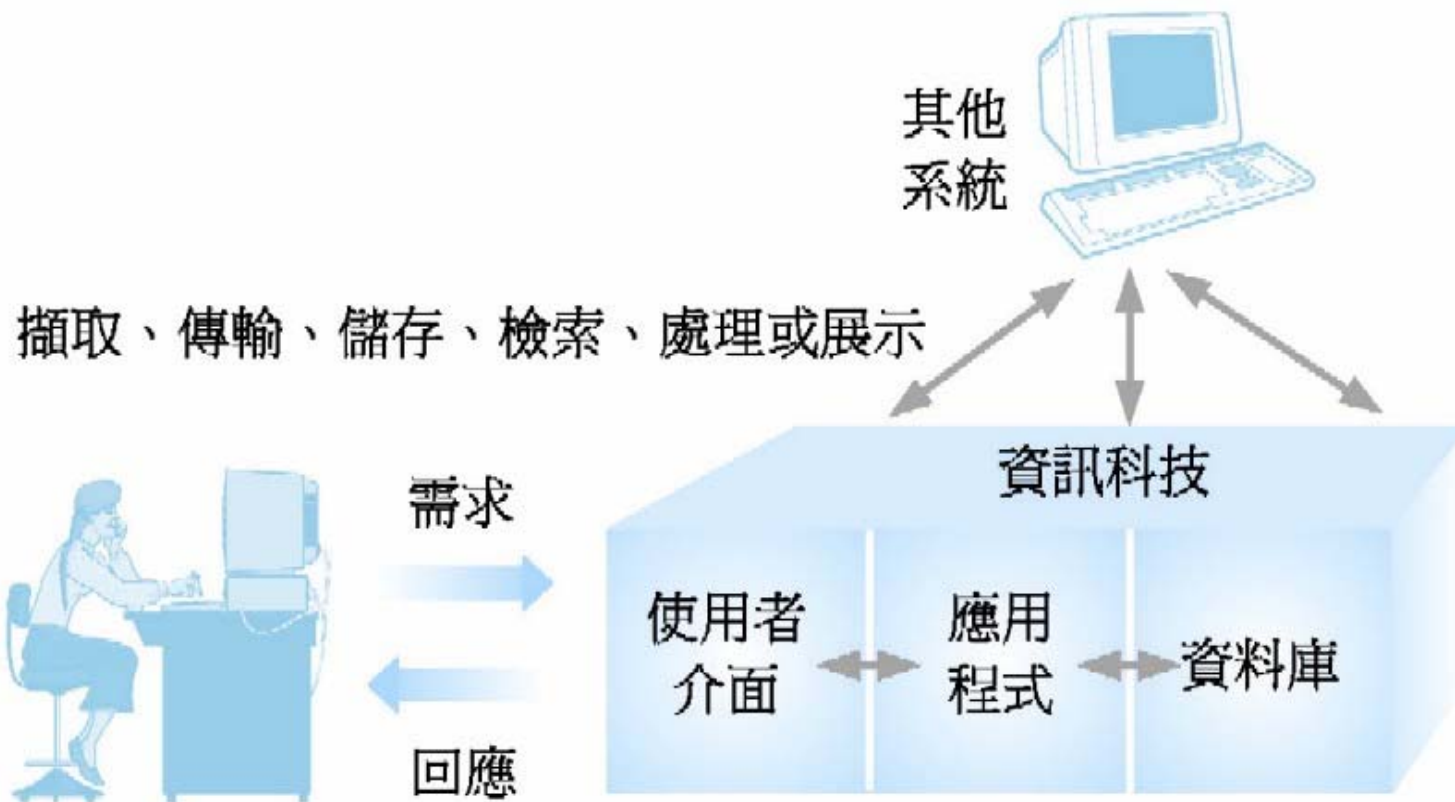 其他
系統
擷取、傳輸、儲存、檢索、處理或展示
資訊科技
需求
使用者
介面
應用
程式
資料庫
回應